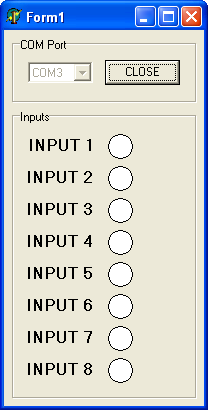 Form1
COM Port
COM3 CLOSE
Inputs
INPUT 1
INPUT 2
INPUT 3
INPUT 4
INPUT 5
INPUT 6
INPUT 7
INPUT 8